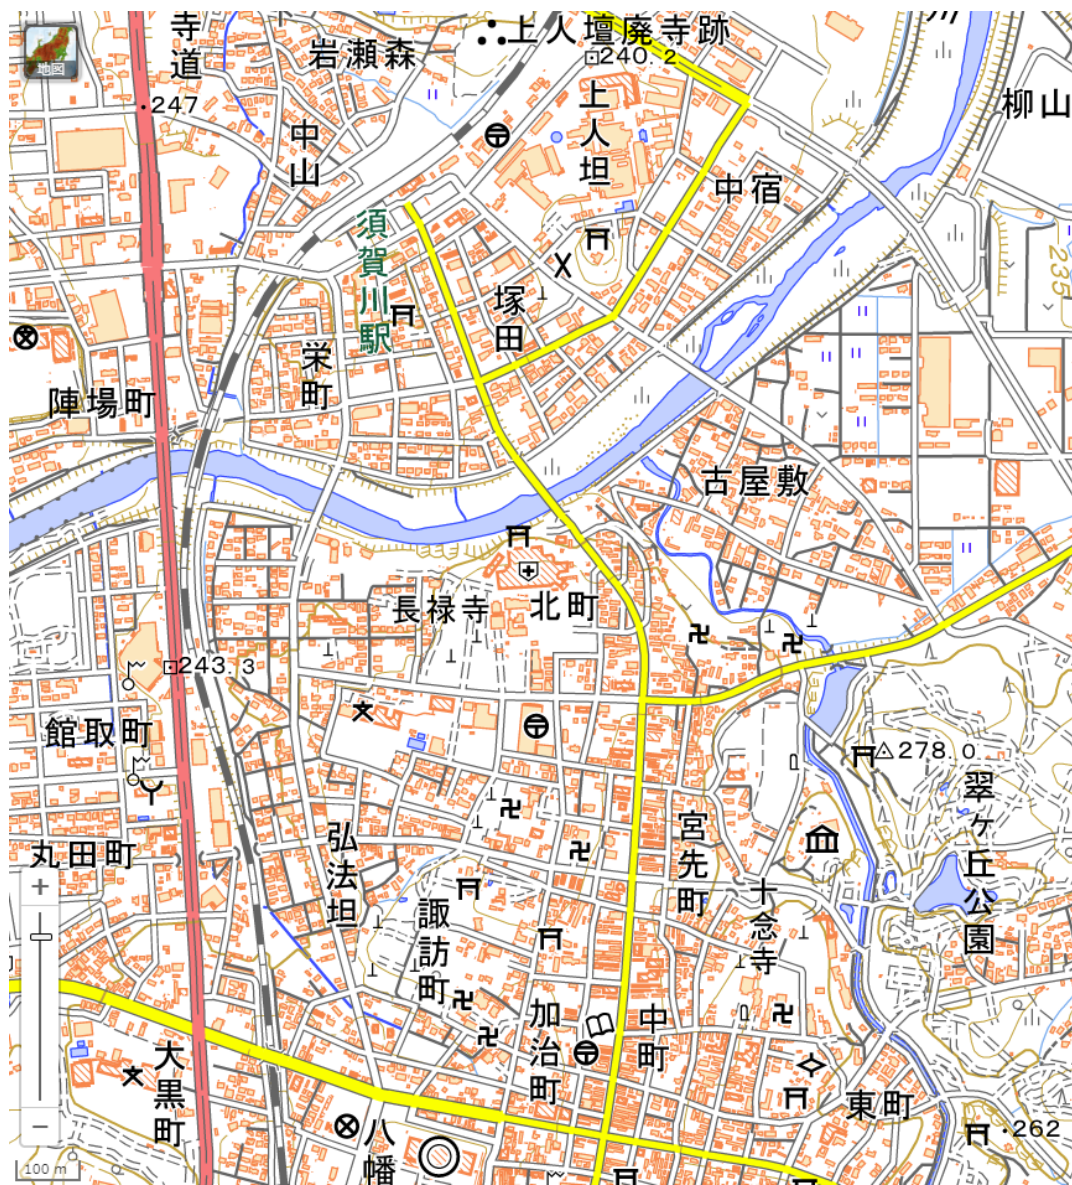 寺道
岩瀬森
上人壇廃寺跡
240.2
地図
247
中山
上人坦
柳山
中宿
須賀川駅
235
塚田
栄町
陣場町
古屋敷
長禄寺
北町
243.3
館取町
278.0
翠ヶ丘公園
丸田町
弘法坦
宮先町
十念寺
諏訪町
加治町
中町
大黒町
東町
八幡
262
+
−
100 m